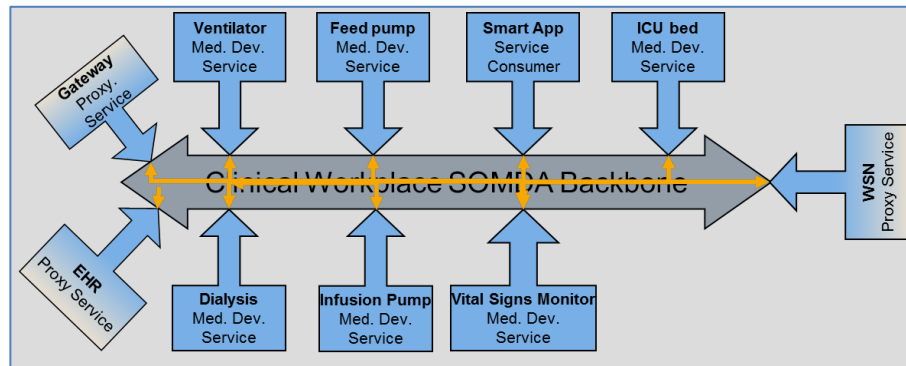 Ventilator
Med. Dev.
Service
Feed pump
Med. Dev.
Service
Smart App
Service
Consumer
ICU bed
Med. Dev.
Service
Gateway
Proxy.
Service
Clinical Workplace SOMDA Backbone
WSN
Proxy Service
EHR
Proxy Service
Dialysis
Med. Dev.
Service
Infusion Pump
Med. Dev.
Service
Vital Signs Monitor
Med. Dev.
Service